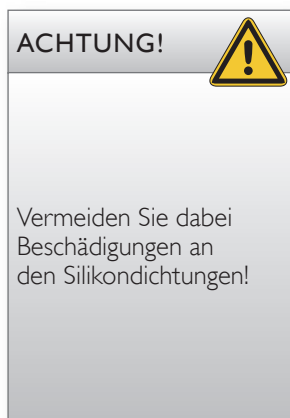 ACHTUNG!
Vermeiden Sie dabei
Beschädigungen an
den Silikondichtungen!